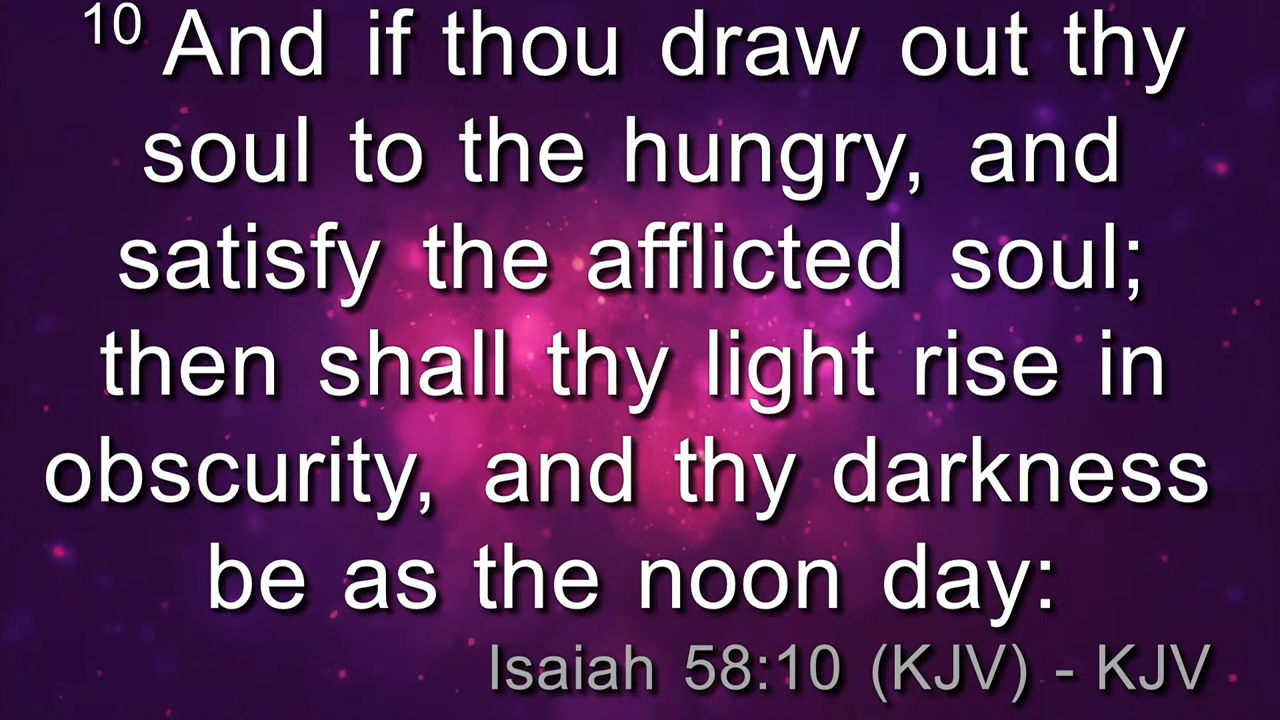 10 And if thou draw out thy
soul to the hungry, and
satisfy the afflicted soul;
then shall thy light rise in
obscurity, and thy darkness
be as the noon day:
Isaiah 58:10 (KJV) - KJV